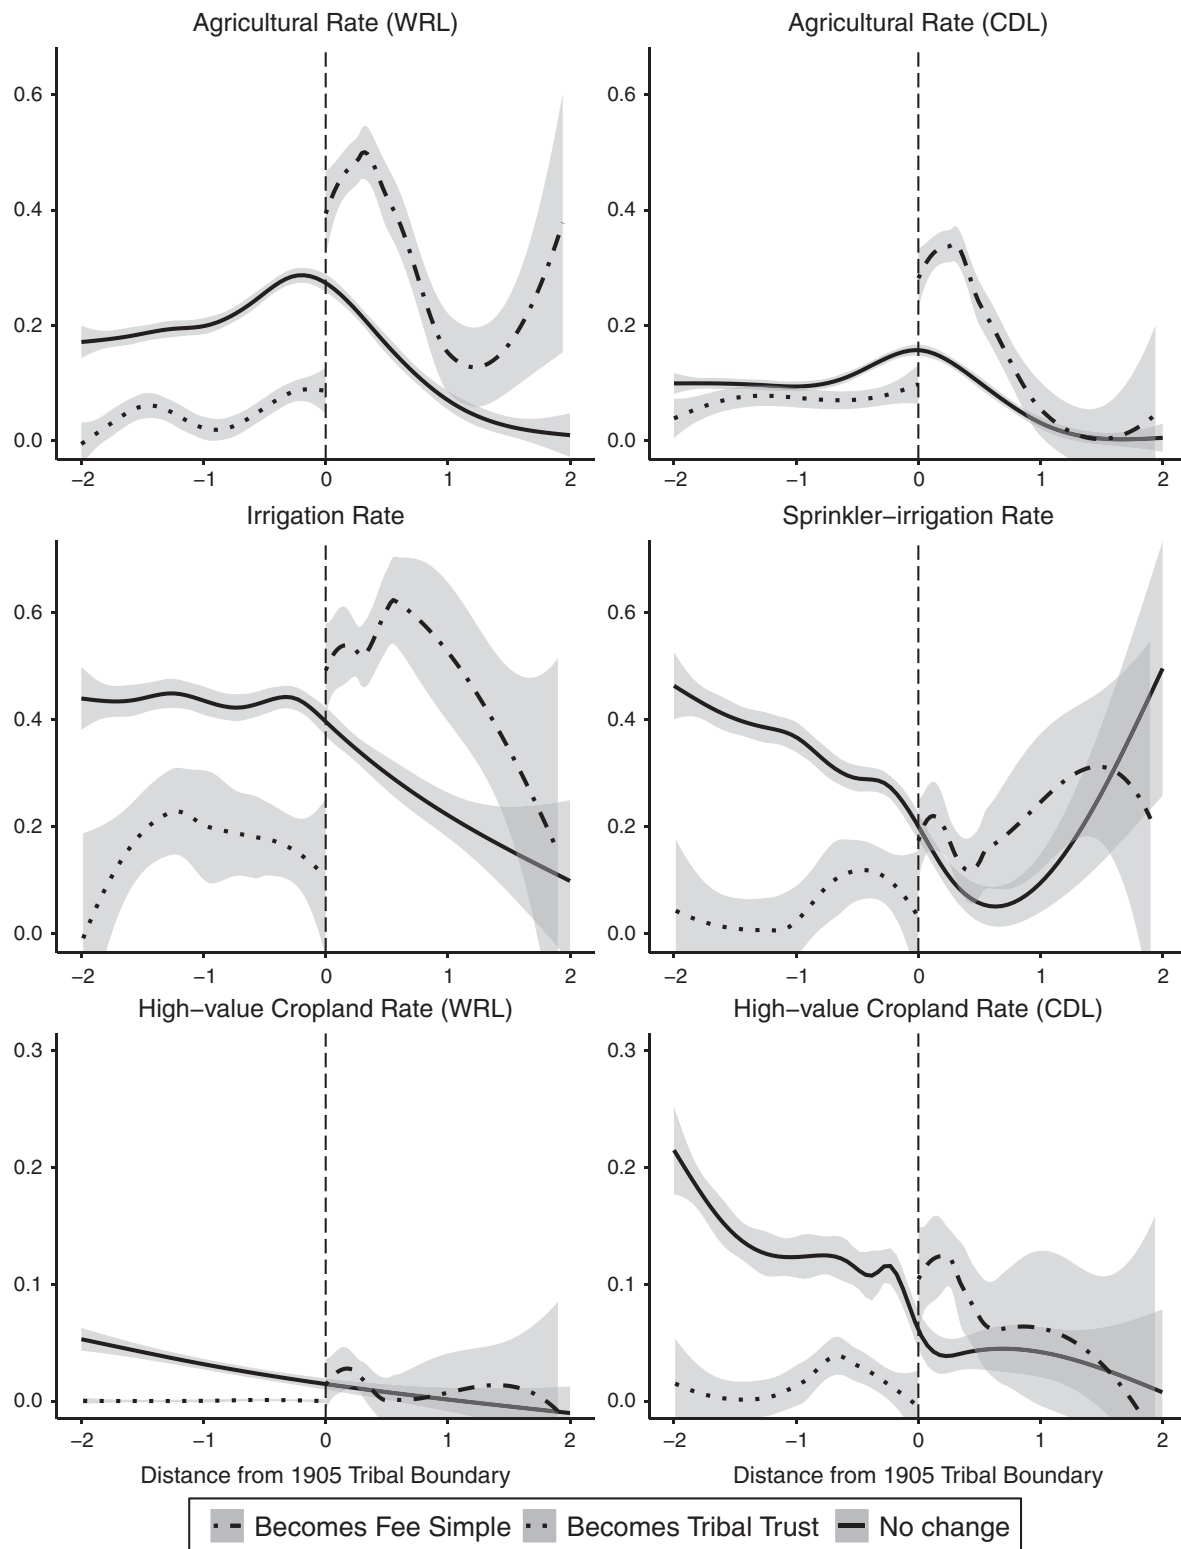 Agricultural Rate (WRL)
Agricultural Rate (CDL)
0.6
0.4
0.2
0.0
−2 −1 0 1 2
0.6
0.4
0.2
0.0
−2 −1 0 1 2
Irrigation Rate
Sprinkler−irrigation Rate
0.6
0.4
0.2
0.0
−2 −1 0 1 2
0.6
0.4
0.2
0.0
−2 −1 0 1 2
High−value Cropland Rate (WRL)
High−value Cropland Rate (CDL)
0.3
0.2
0.1
0.0
−2 −1 0 1 2
Distance from 1905 Tribal Boundary
0.3
0.2
0.1
0.0
−2 −1 0 1 2
Distance from 1905 Tribal Boundary
Becomes Fee Simple Becomes Tribal Trust No change